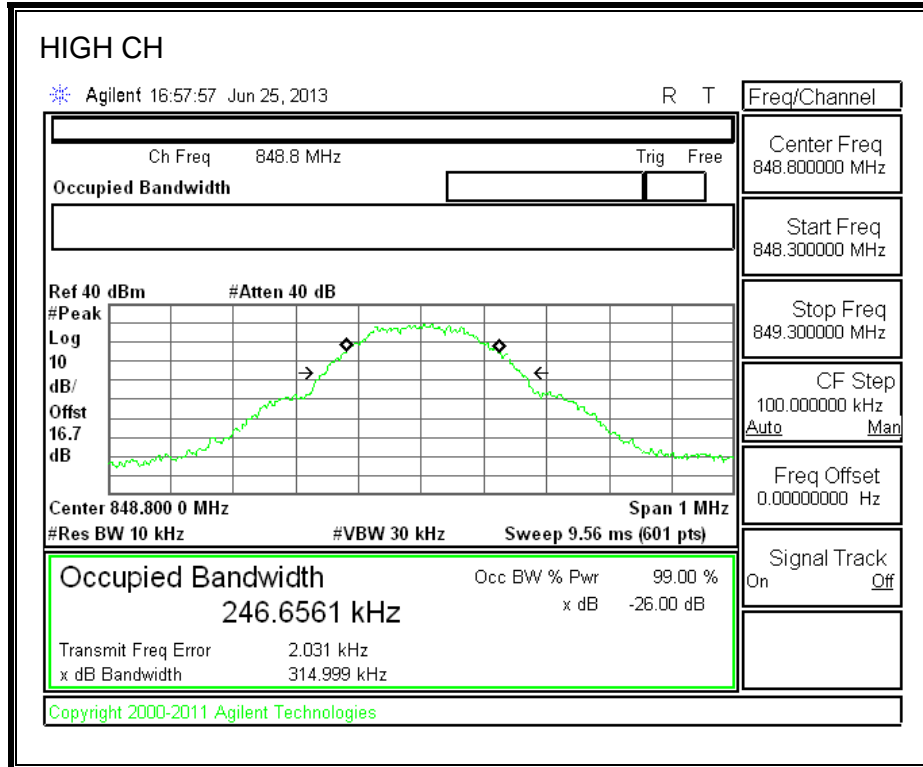 HIGH CH
Agilent 16:57:57 Jun 25, 2013 R T
Freq/Channel
Ch Freq 848.8 MHz Trig Free
Occupied Bandwidth
Center Freq
848.800000 MHz
Start Freq
848.300000 MHz
Stop Freq
849.300000 MHz
CF Step
100.000000 kHz
Auto Man
Freq Offset
0.00000000 Hz
Signal Track
On Off
Ref 40 dBm #Atten 40 dB
#Peak
Log
10
dB/
Offst
16.7
dB
Center 848.800 0 MHz Span 1 MHz
#Res BW 10 kHz #VBW 30 kHz Sweep 9.56 ms (601 pts)
Occupied Bandwidth Occ BW % Pwr 99.00 %
246.6561 kHz x dB -26.00 dB
Transmit Freq Error 2.031 kHz
x dB Bandwidth 314.999 kHz
Copyright 2000-2011 Agilent Technologies